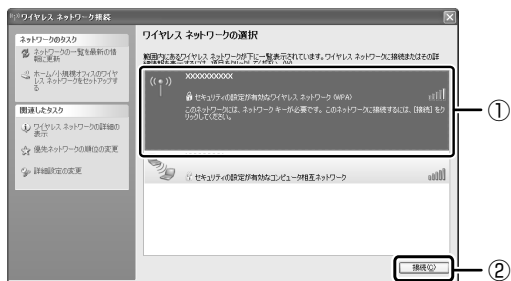 ワイヤレス ネットワーク接続
ネットワークのタスク
ネットワークの一覧を最新の情
報に更新
ホーム/小規模オフィスのワイヤ
レス ネットワークをセットアップす
る
関連したタスク
ワイヤレス ネットワークの詳細の
表示
優先ネットワークの順位の変更
詳細設定の変更
ワイヤレス ネットワークの選択
範囲内にあるワイヤレス ネットワークが下に一覧表示されています。ワイヤレス ネットワークに接続またはその詳
XXXXXXXXXX
セキュリティの設定が有効なワイヤレス ネットワーク (WPA)
このネットワークには、ネットワーク キーが必要です。このネットワークに接続するには、[接続] をク
リックしてください。
①
セキュリティの設定が有効なコンピュータ相互ネットワーク
接続(C)
②